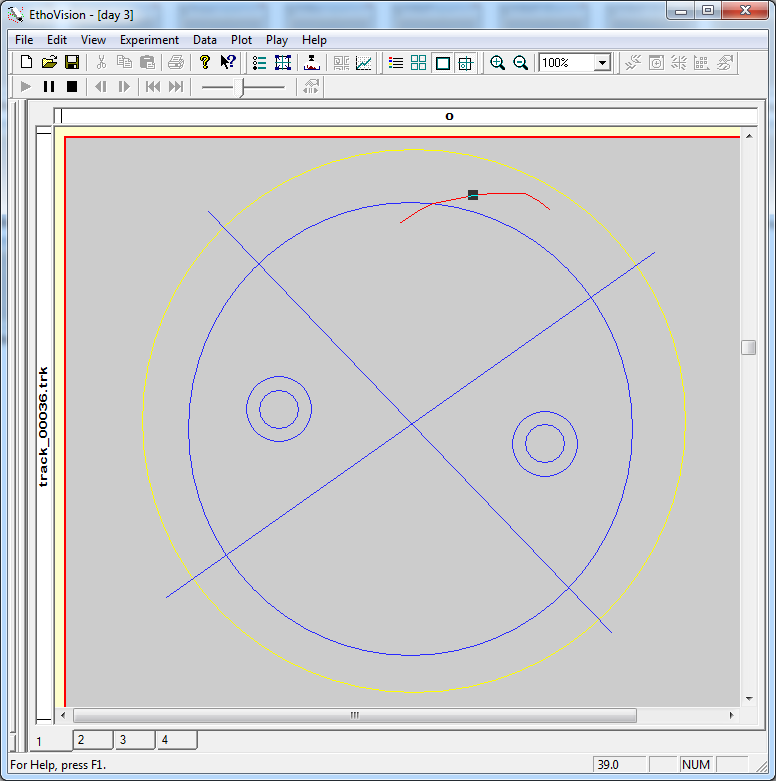 EthoVision - [day 3]
File Edit View Experiment Data Plot Play Help
100%
o
track_00036.trk
1 2 3 4
For Help, press F1. 39.0 NUM